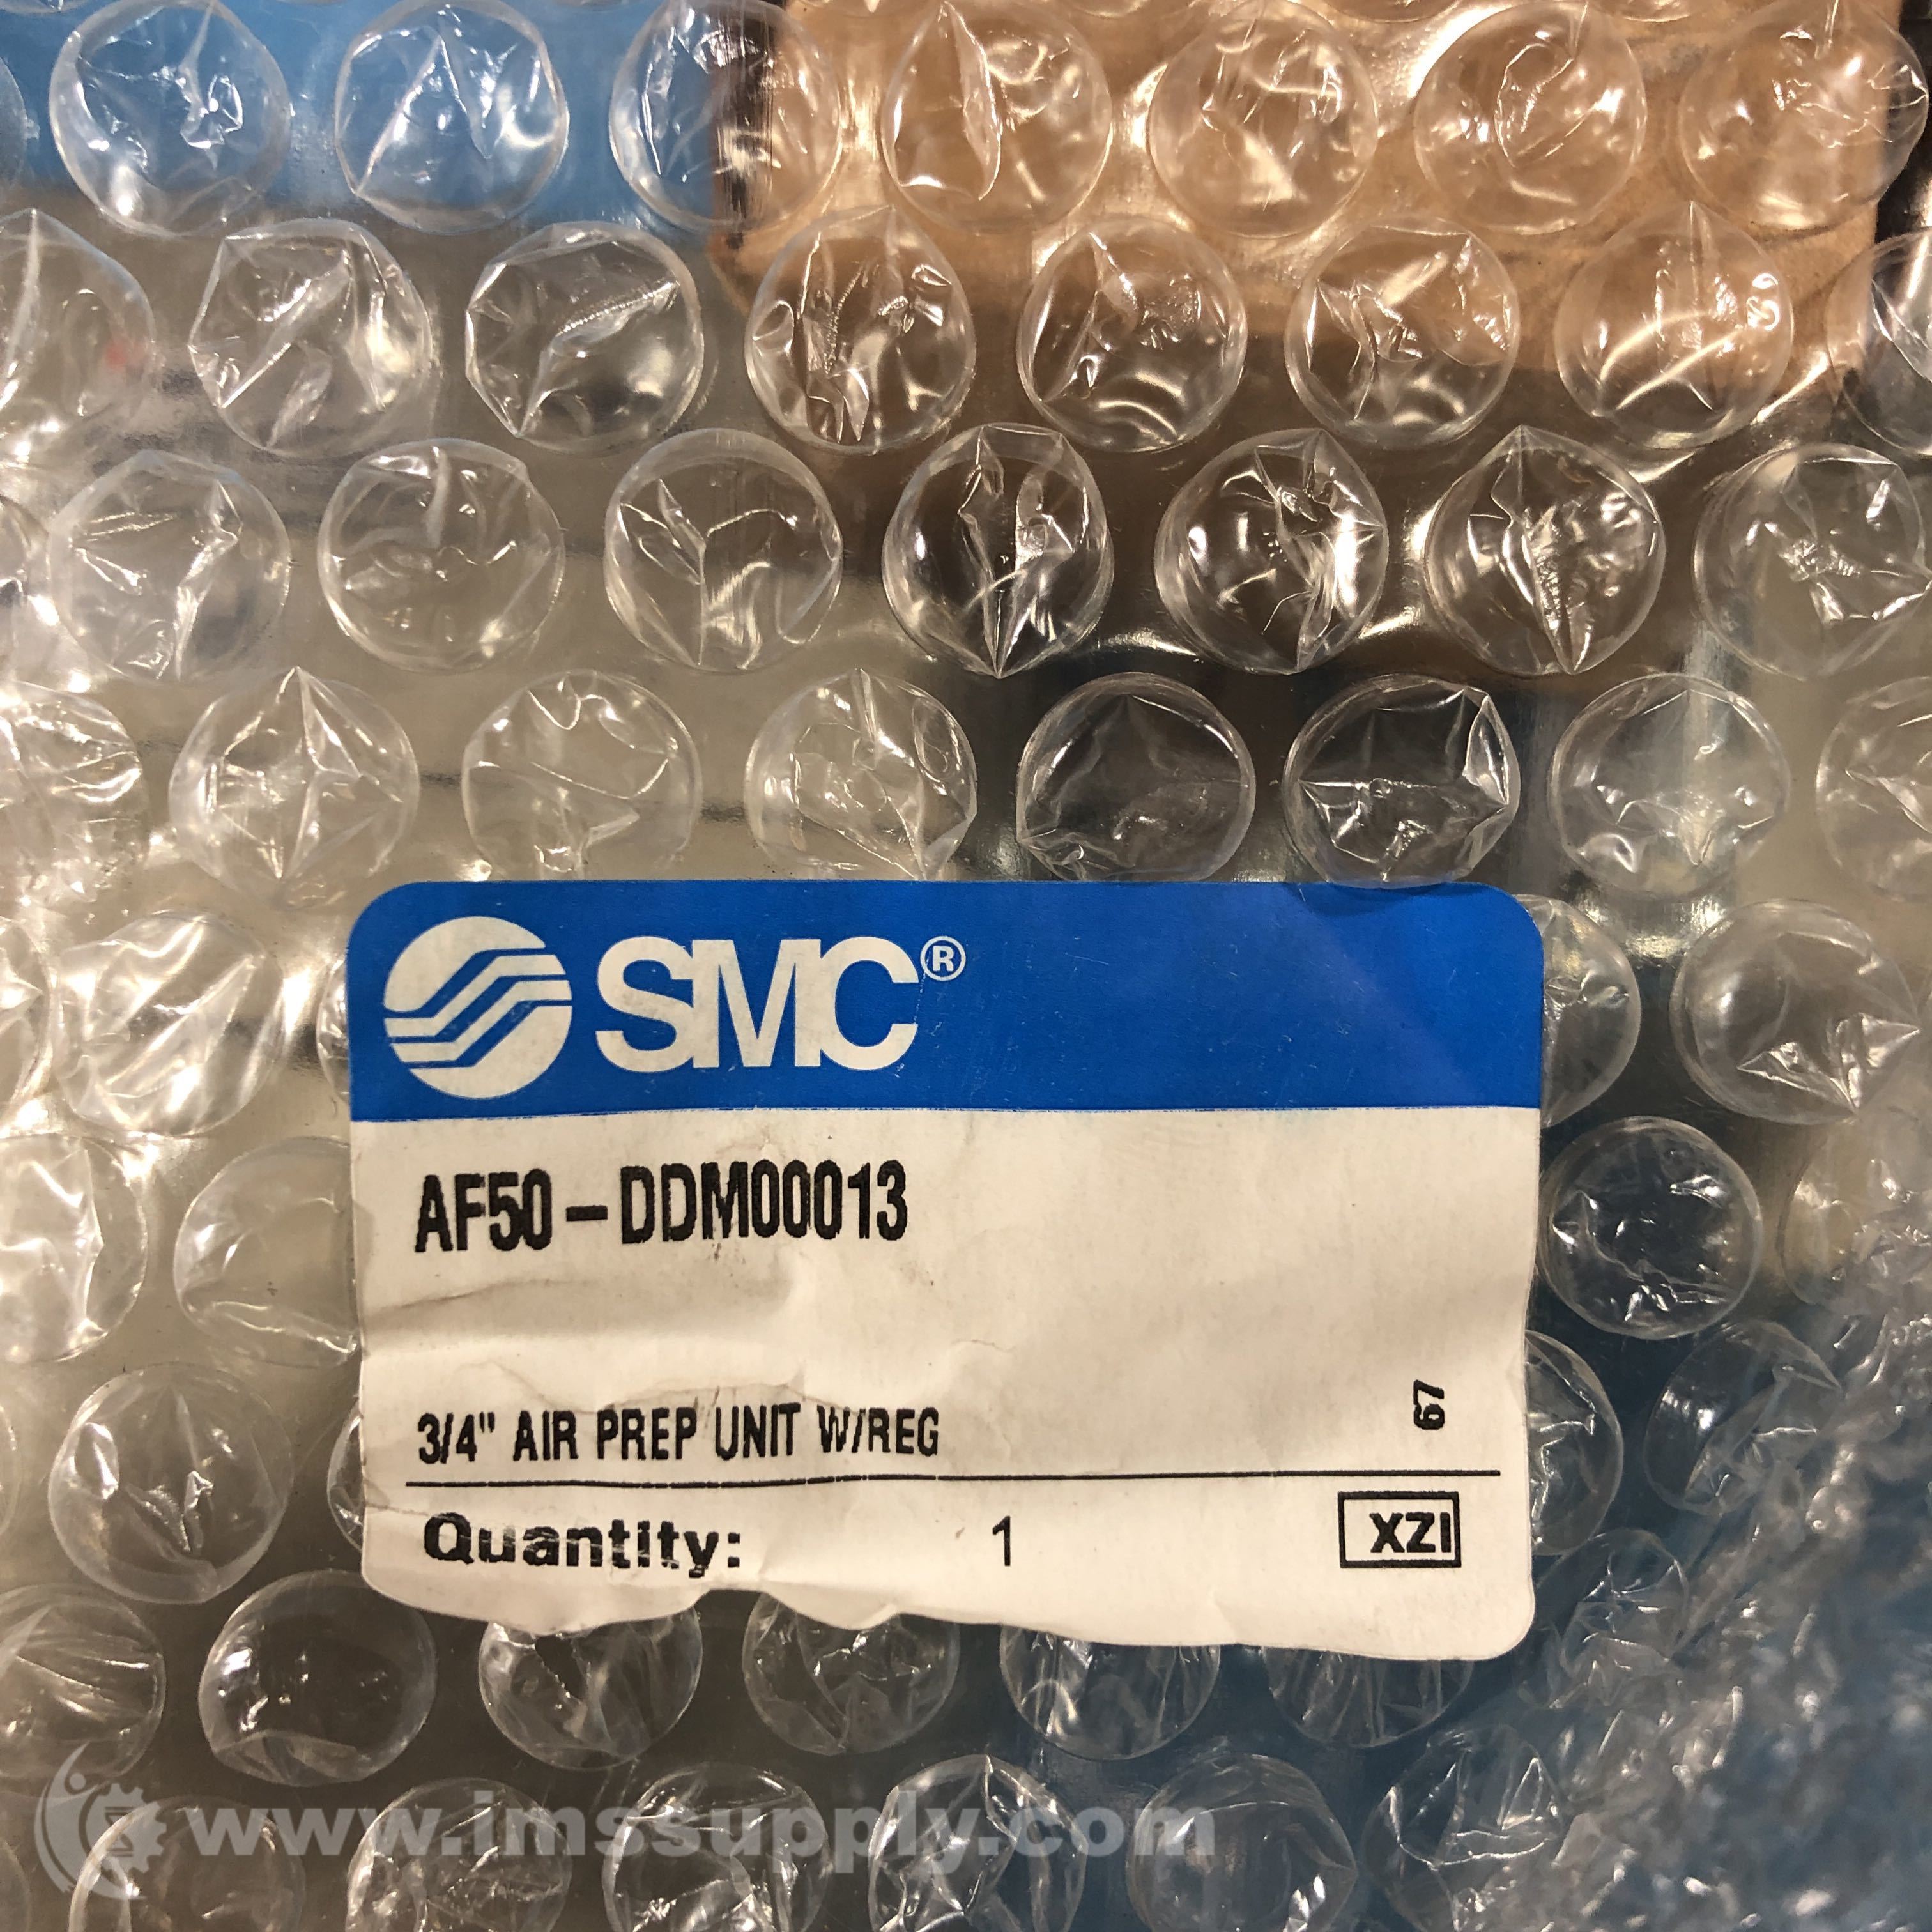 SMC®
AF50-DDM00013
3/4" AIR PREP UNIT W/REG
67
Quantity: 1 XZI
www.imssupply.com